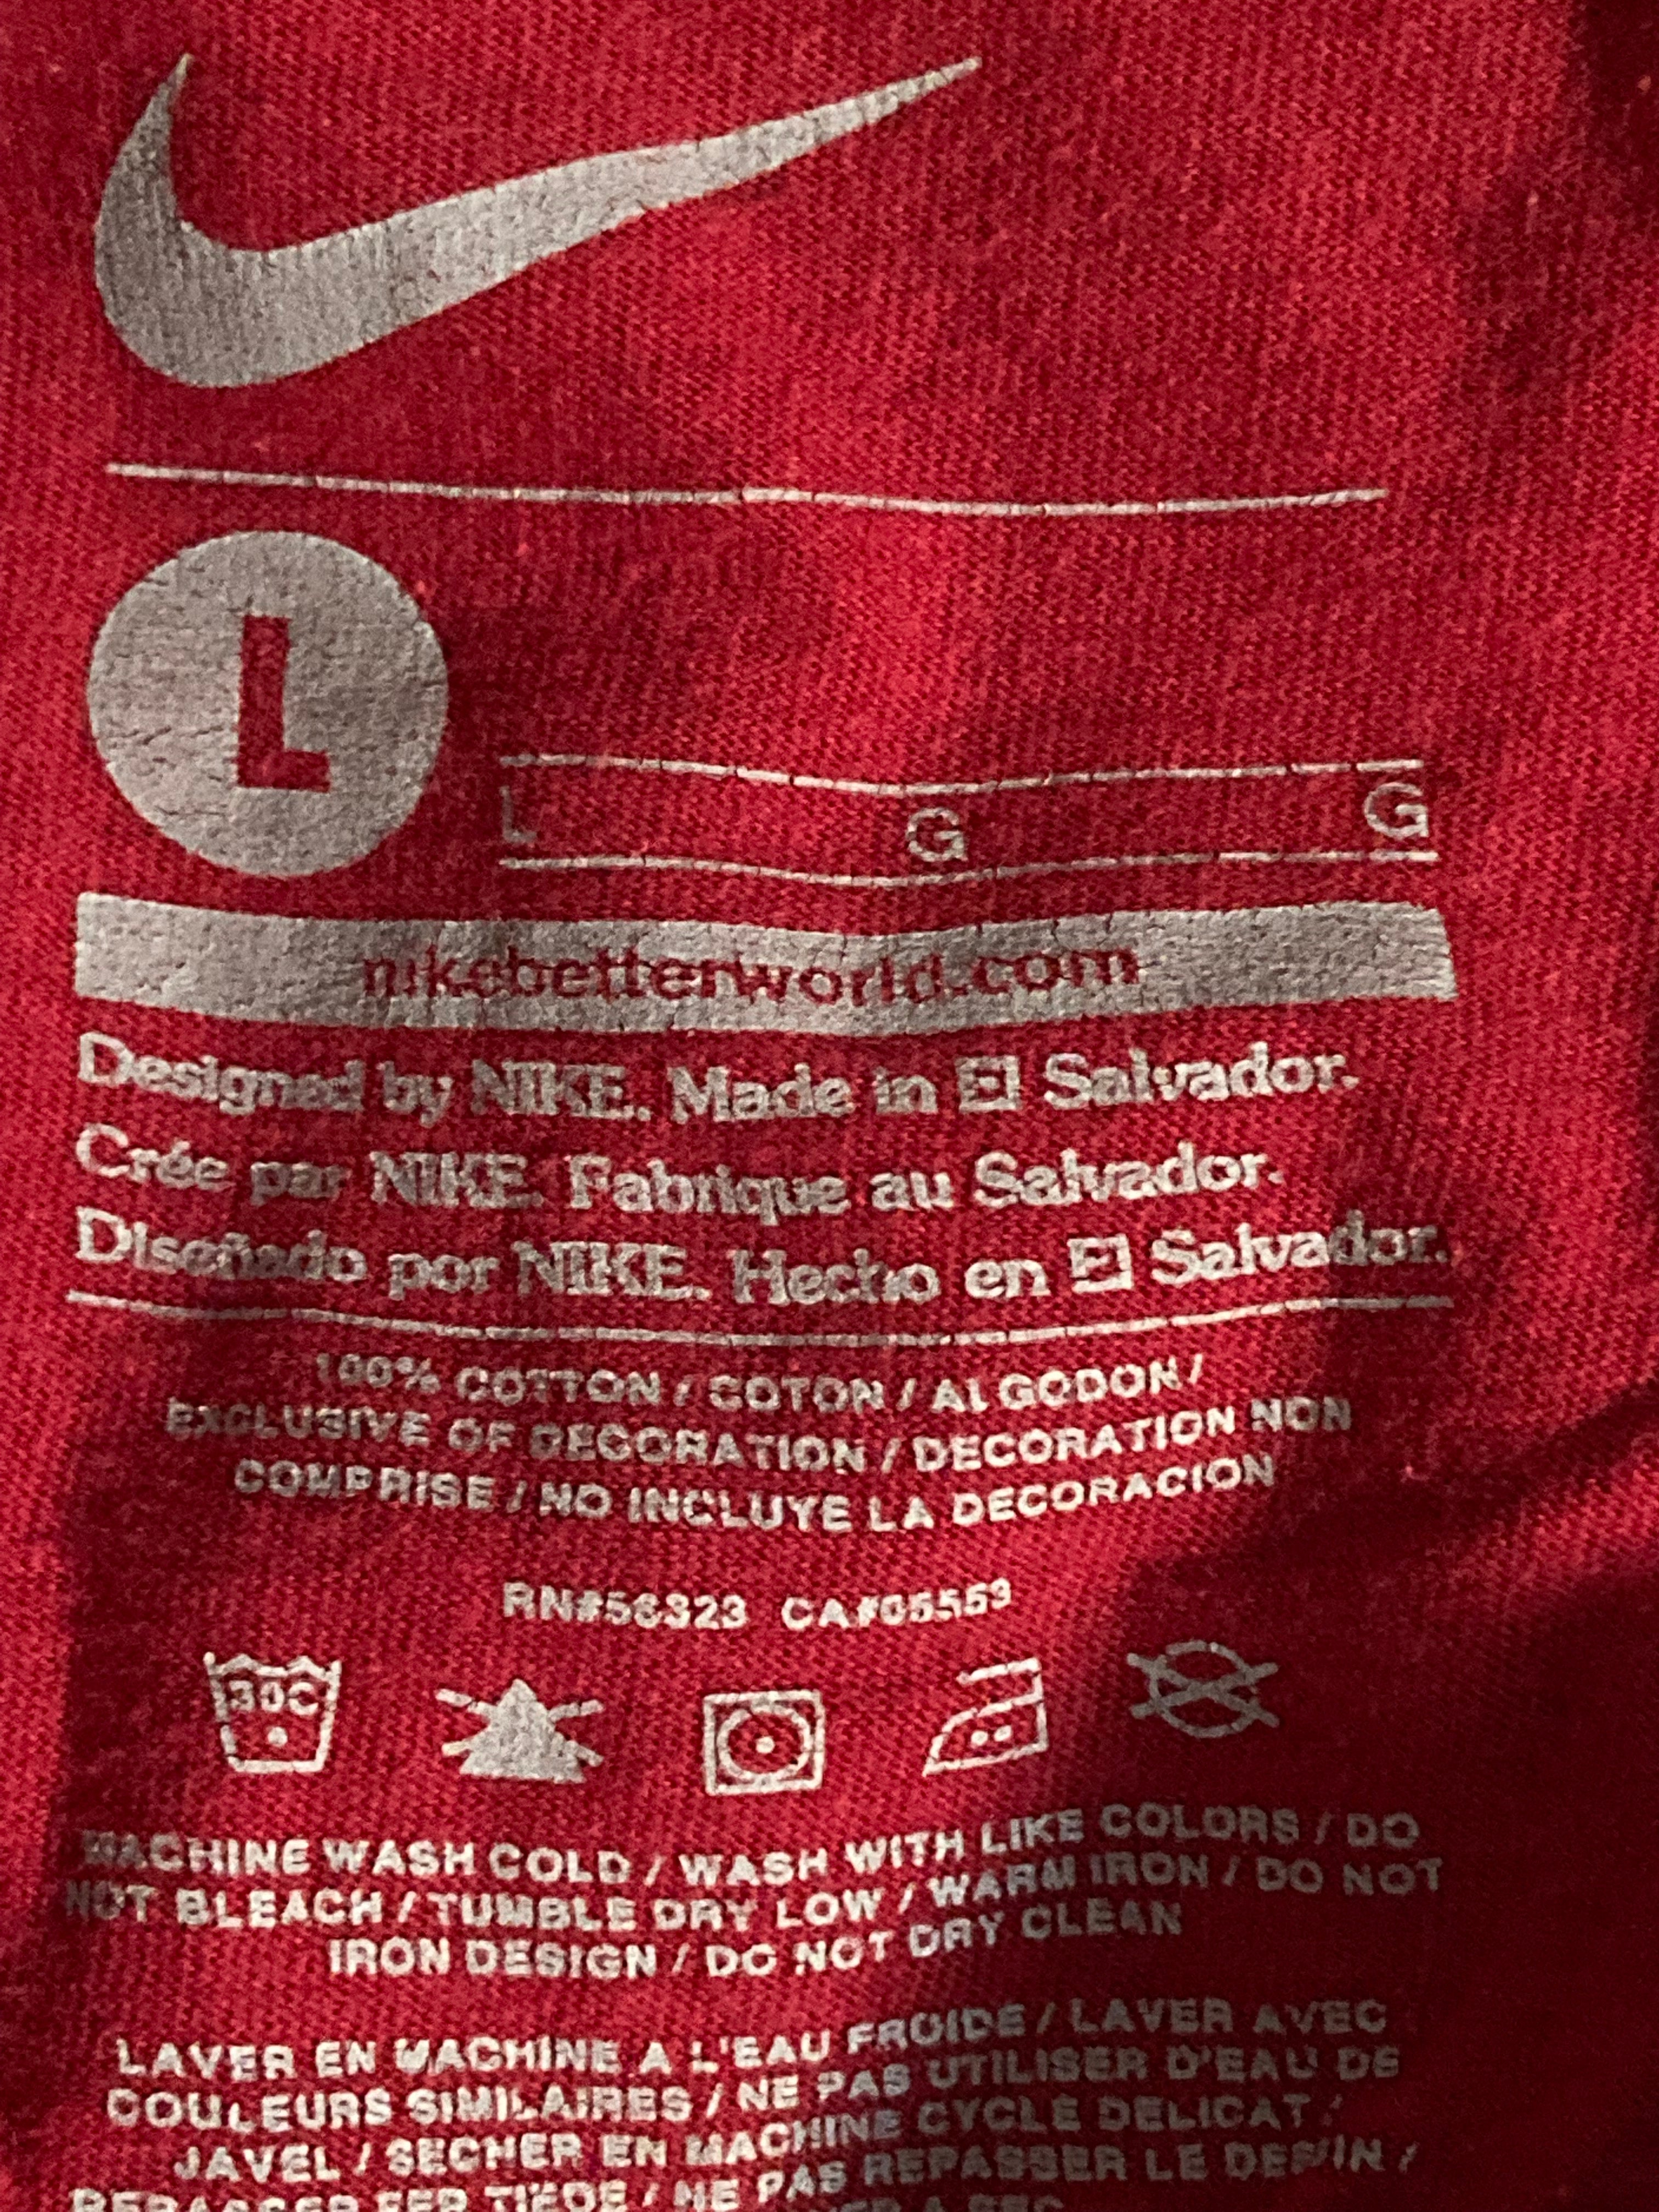 L
L G G
nikebetterworld.com
Designed by NIKE. Made in El Salvador.
Crée par NIKE. Fabrique au Salvador.
Diseñado por NIKE. Hecho en El Salvador.
100% COTTON / COTON / ALGODON /
EXCLUSIVE OF DECORATION / DECORATION NON
COMPRISE / NO INCLUYE LA DECORACION
RN#56323 CA#05553
30C
MACHINE WASH COLD / WASH WITH LIKE COLORS / DO
NOT BLEACH / TUMBLE DRY LOW / WARM IRON / DO NOT
IRON DESIGN / DO NOT DRY CLEAN
LAVER EN MACHINE A L'EAU FROIDE / LAVER AVEC
COULEURS SIMILAIRES / NE PAS UTILISER D'EAU DE
JAVEL / SECHER EN MACHINE CYCLE DELICAT /
REPASSER FER TIEDE / NE PAS REPASSER LE DESSIN /
A SEC